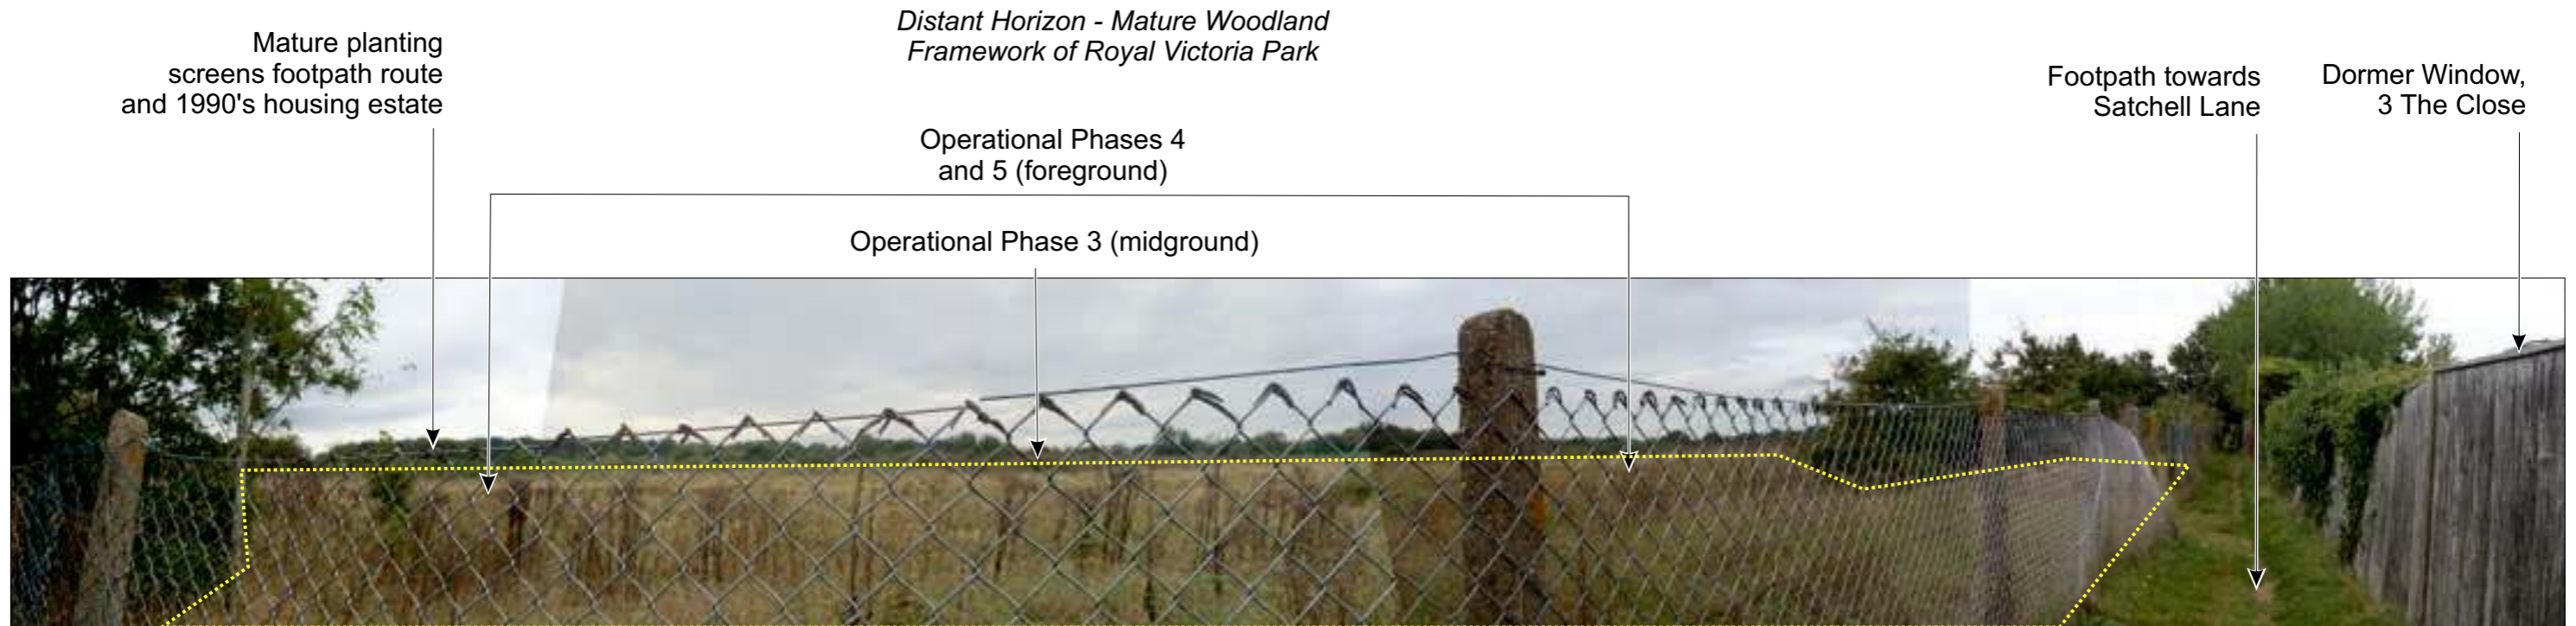 Distant Horizon - Mature Woodland
Framework of Royal Victoria Park
Mature planting
screens footpath route
and 1990's housing estate
Footpath towards
Satchell Lane
Dormer Window,
3 The Close
Operational Phases 4
and 5 (foreground)
Operational Phase 3 (midground)